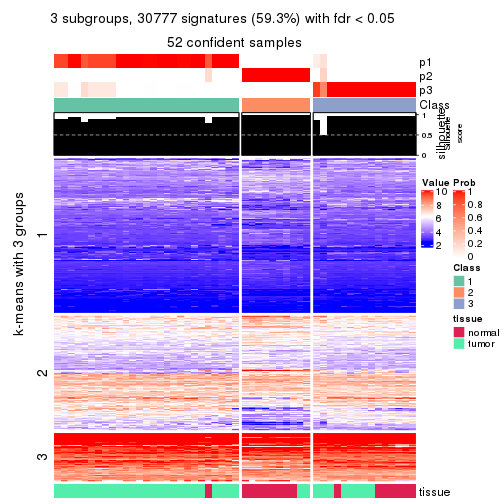 3 subgroups, 30777 signatures (59.3%) with fdr < 0.05
52 confident samples
p1
p2
p3
Class
1
0.5
0
silhouette
Silhouette
score
k-means with 3 groups
1
2
3
Value
10
8
6
4
2
Prob
1
0.8
0.6
0.4
0.2
0
Class
1
2
3
tissue
normal
tumor
tissue